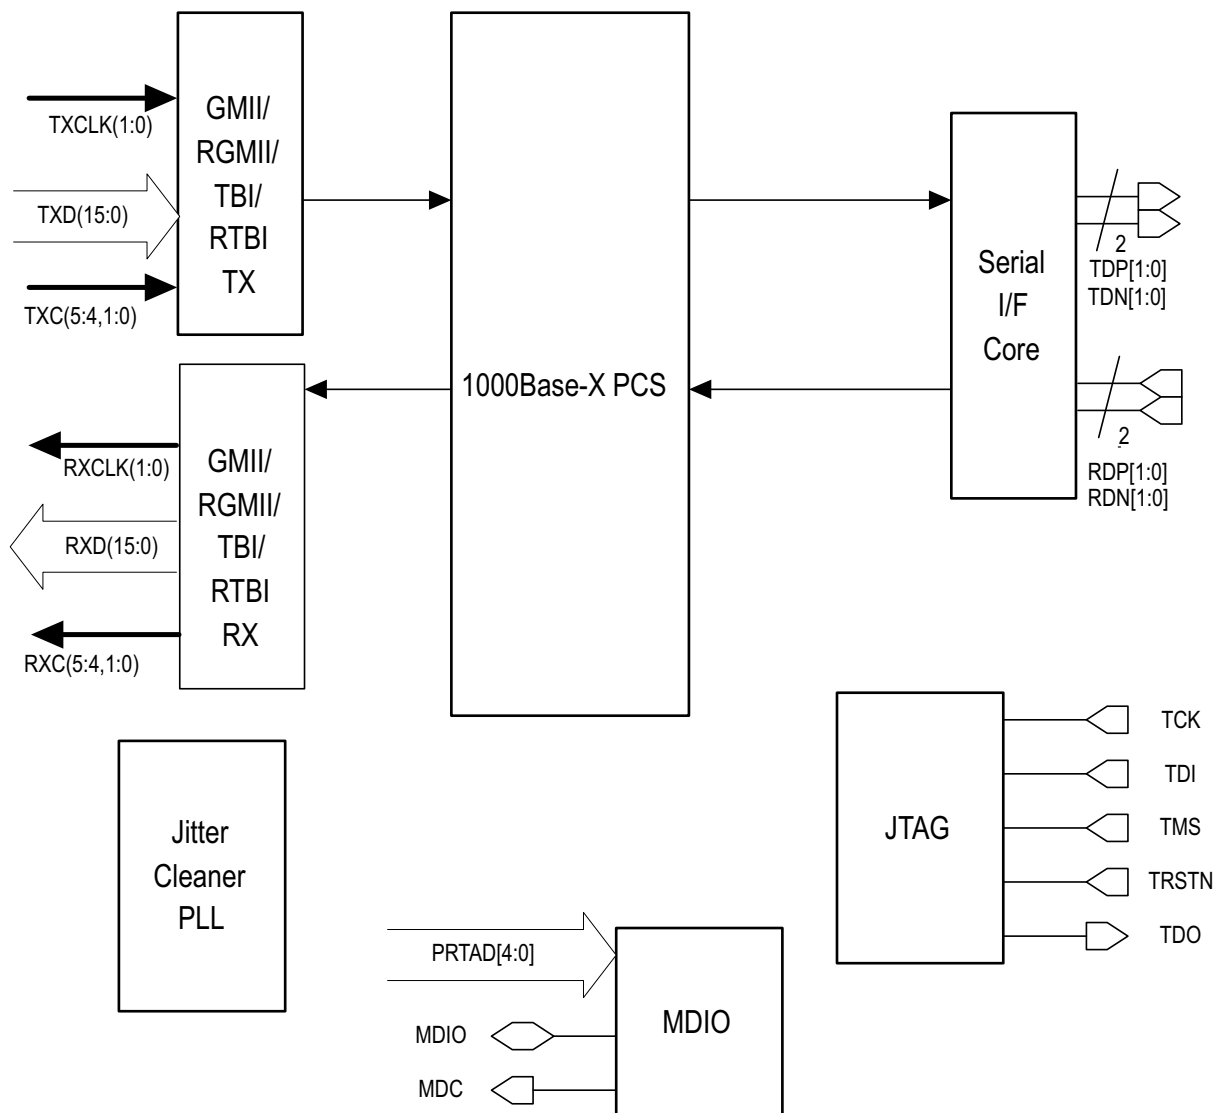 TXCLK(1:0)
TXD(15:0)
TXC(5:4,1:0)
GMII/
RGMII/
TBI/
RTBI
TX
RXCLK(1:0)
RXD(15:0)
RXC(5:4,1:0)
GMII/
RGMII/
TBI/
RTBI
RX
1000Base-X PCS
Serial
I/F
Core
2
TDP[1:0]
TDN[1:0]
2
RDP[1:0]
RDN[1:0]
Jitter
Cleaner
PLL
PRTAD[4:0]
MDIO
MDC
MDIO
JTAG
TCK
TDI
TMS
TRSTN
TDO